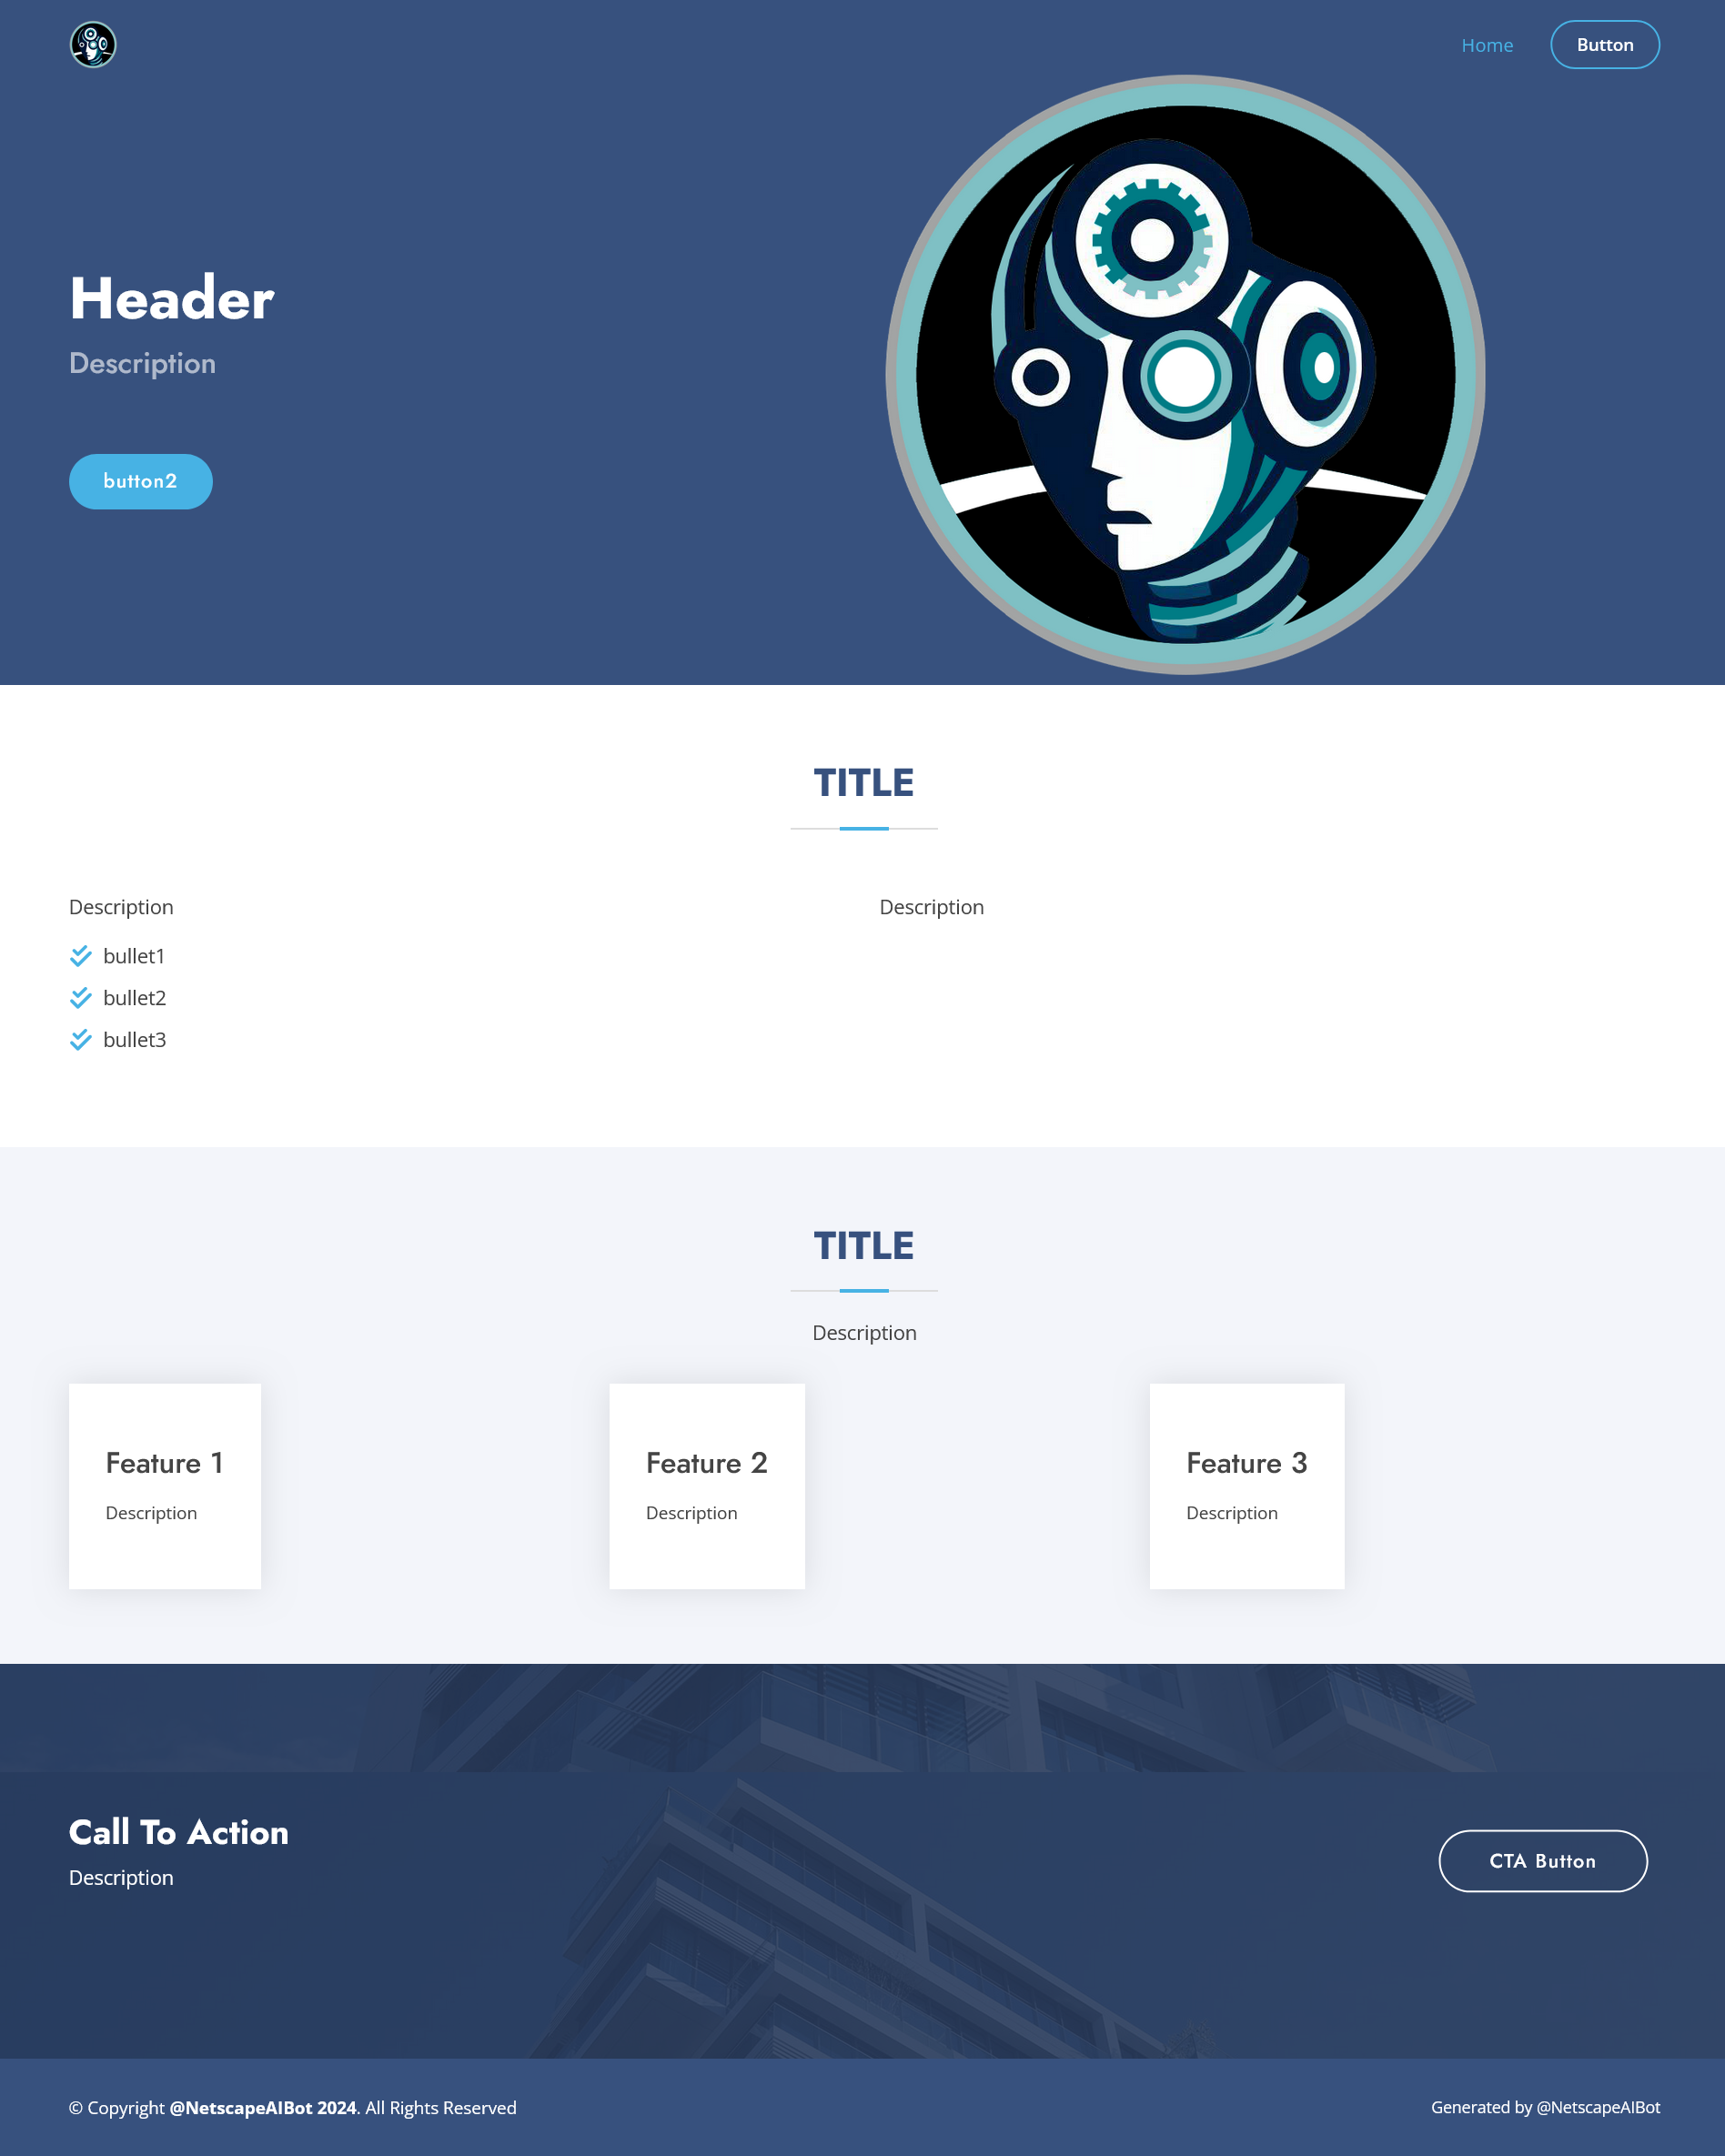 Home
Button
Header
Description
button2
TITLE
Description
bullet1
bullet2
bullet3
Description
TITLE
Description
Feature 1
Description
Feature 2
Description
Feature 3
Description
Call To Action
Description
CTA Button
© Copyright @NetscapeAIBot 2024. All Rights Reserved
Generated by @NetscapeAIBot